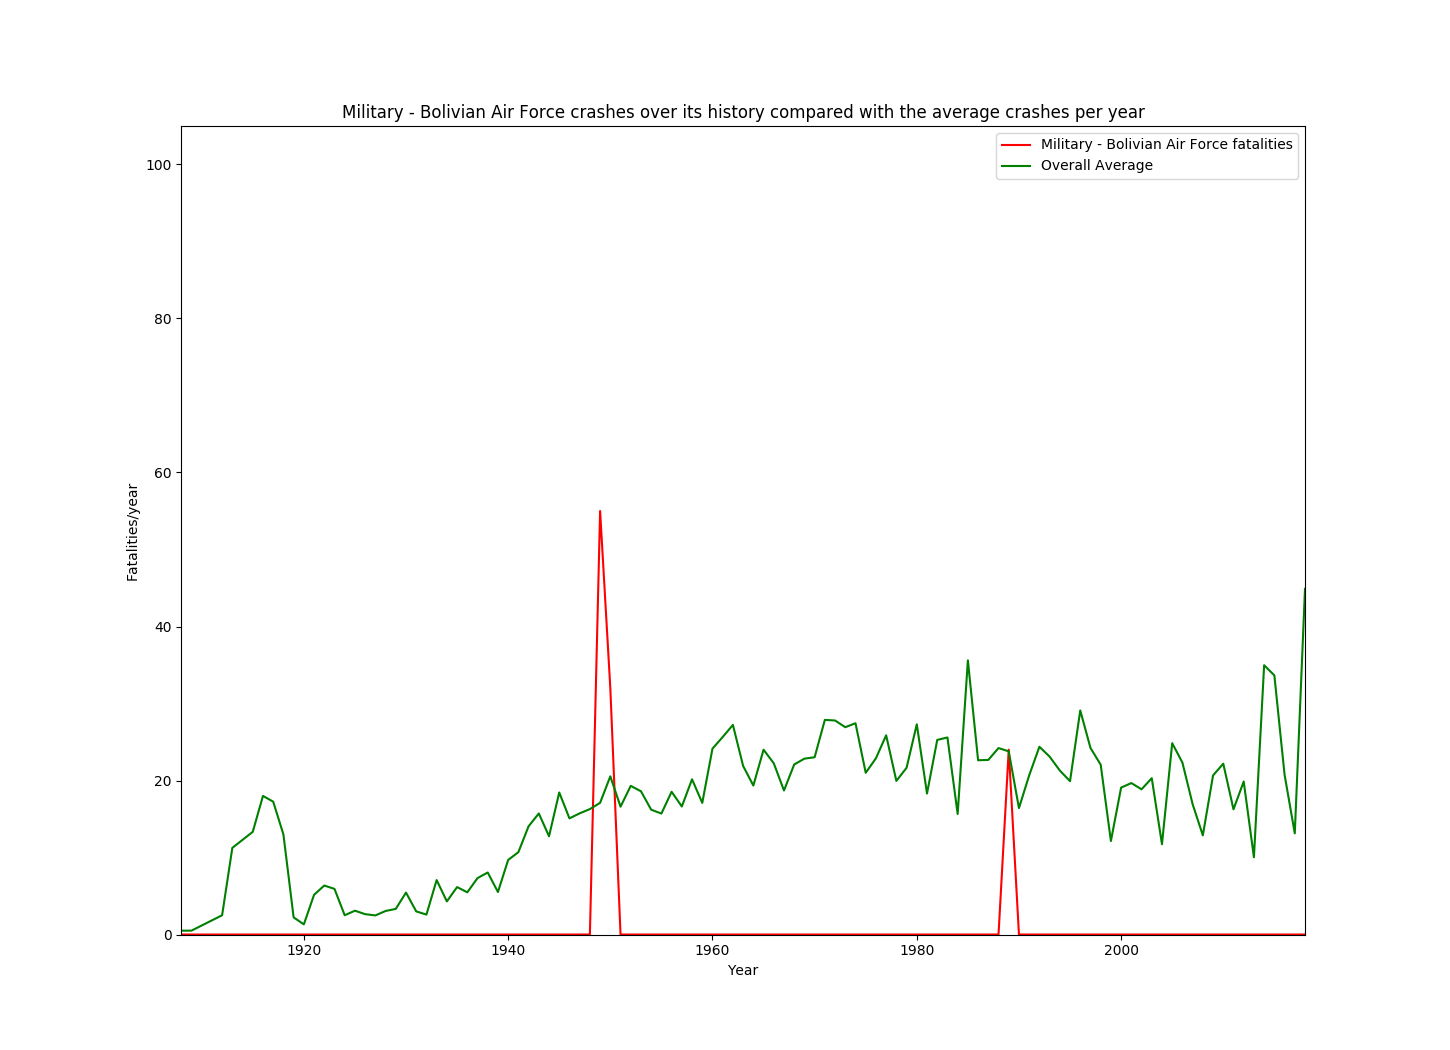 Military - Bolivian Air Force crashes over its history compared with the average crashes per year
Military - Bolivian Air Force fatalities
Overall Average
100
80
60
40
20
0
Fatalities/year
1920 1940 1960 1980 2000
Year